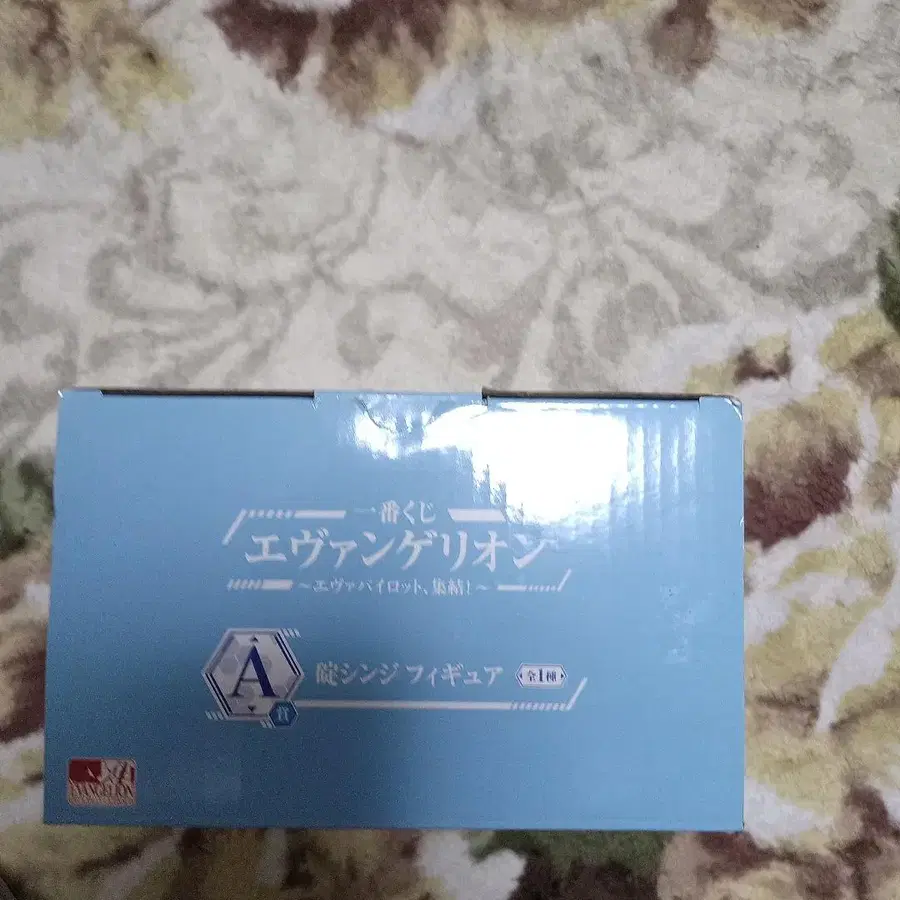 一番くじ
エヴァンゲリオン
～エヴァパイロット、集結！～
A
賞
碇シンジ フィギュア
全1種
EVANGELION